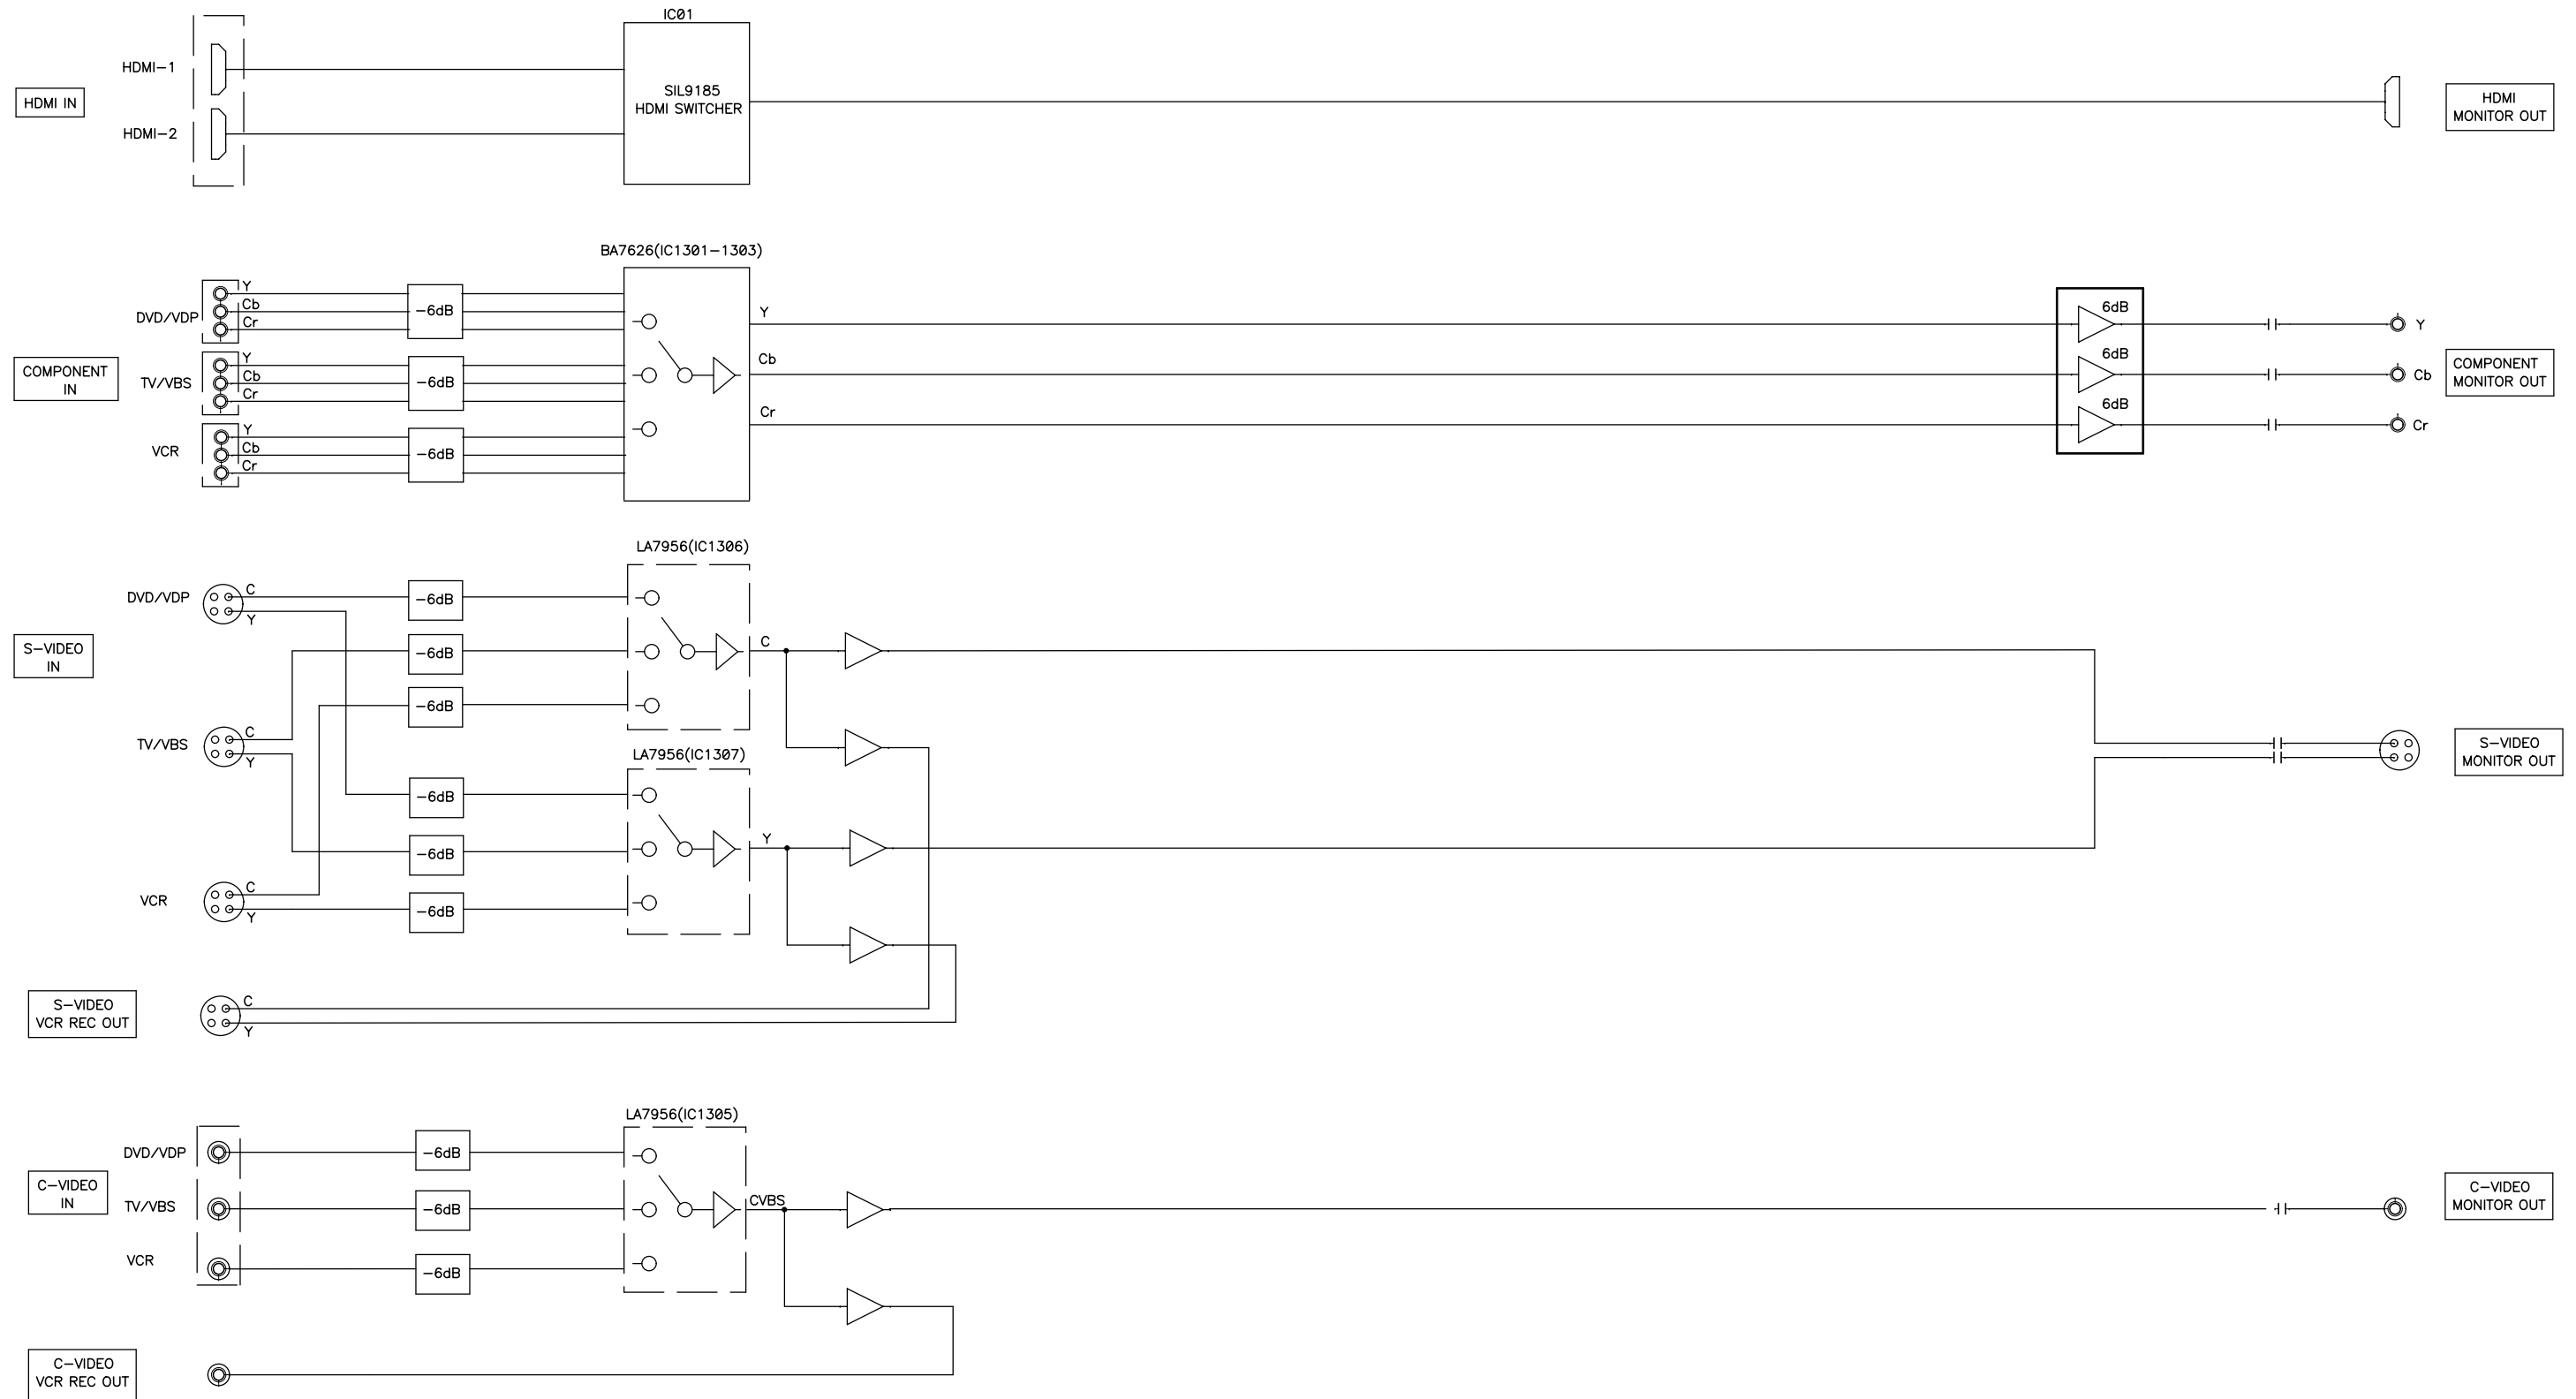 IC01
HDMI-1
SIL9185
HDMI SWITCHER
HDMI IN
HDMI
MONITOR OUT
HDMI-2
BA7626(IC1301-1303)
Y
Cb
Cr
DVD/VDP
-6dB
Y
6dB
Y
Y
Cb
Cr
TV/VBS
-6dB
COMPONENT
IN
Cb
6dB
Cb
COMPONENT
MONITOR OUT
Y
Cb
Cr
VCR
-6dB
Cr
6dB
Cr
LA7956(IC1306)
DVD/VDP
C
Y
-6dB
S-VIDEO
IN
-6dB
C
-6dB
TV/VBS
C
Y
LA7956(IC1307)
S-VIDEO
MONITOR OUT
-6dB
-6dB
Y
VCR
C
Y
-6dB
S-VIDEO
VCR REC OUT
C
Y
LA7956(IC1305)
DVD/VDP
-6dB
C-VIDEO
IN
TV/VBS
-6dB
CVBS
C-VIDEO
MONITOR OUT
VCR
-6dB
C-VIDEO
VCR REC OUT